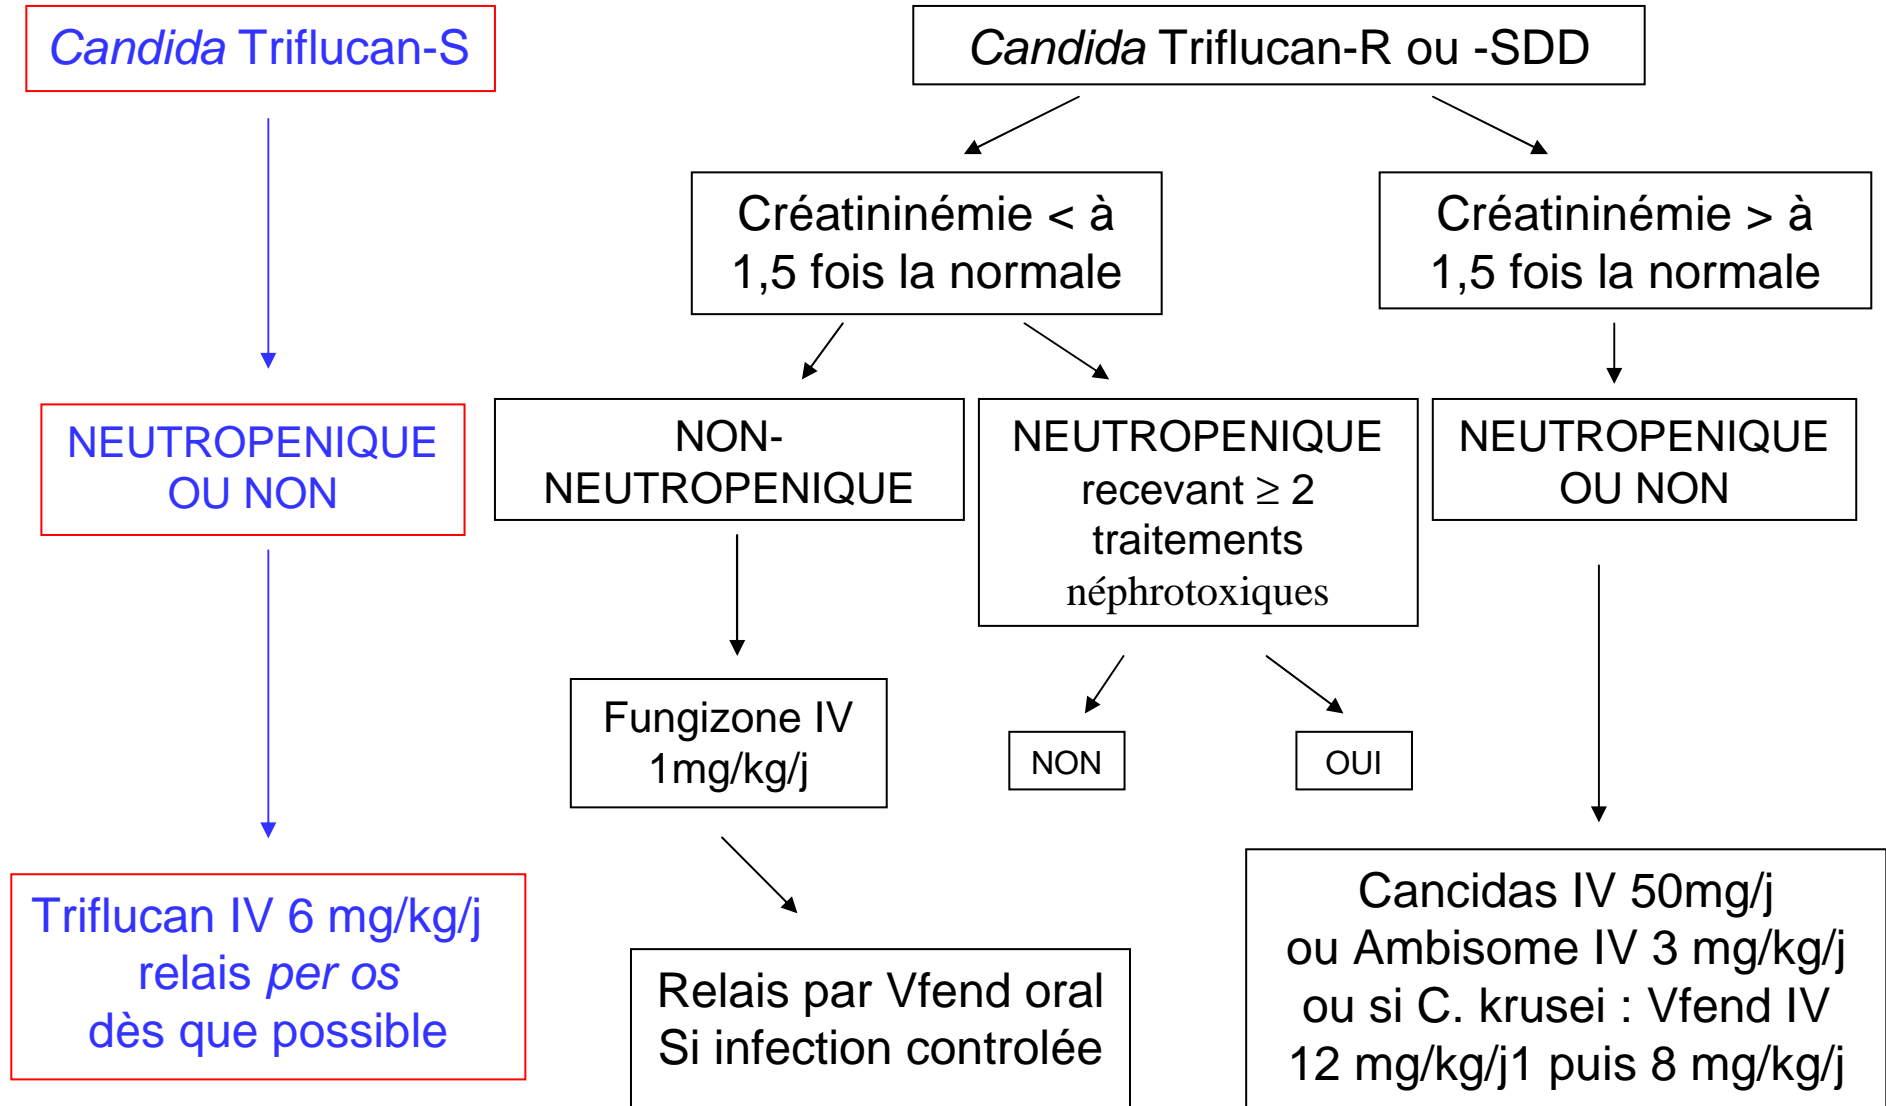 Candida Triflucan-S
Candida Triflucan-R ou -SDD
Créatininémie < à
1,5 fois la normale
Créatininémie > à
1,5 fois la normale
NEUTROPENIQUE
OU NON
NON-
NEUTROPENIQUE
NEUTROPENIQUE
recevant ≥ 2
traitements
néphrotoxiques
NEUTROPENIQUE
OU NON
Fungizone IV
1mg/kg/j
NON
OUI
Triflucan IV 6 mg/kg/j
relais per os
dès que possible
Relais par Vfend oral
Si infection controlée
Cancidas IV 50mg/j
ou Ambisome IV 3 mg/kg/j
ou si C. krusei : Vfend IV
12 mg/kg/j1 puis 8 mg/kg/j